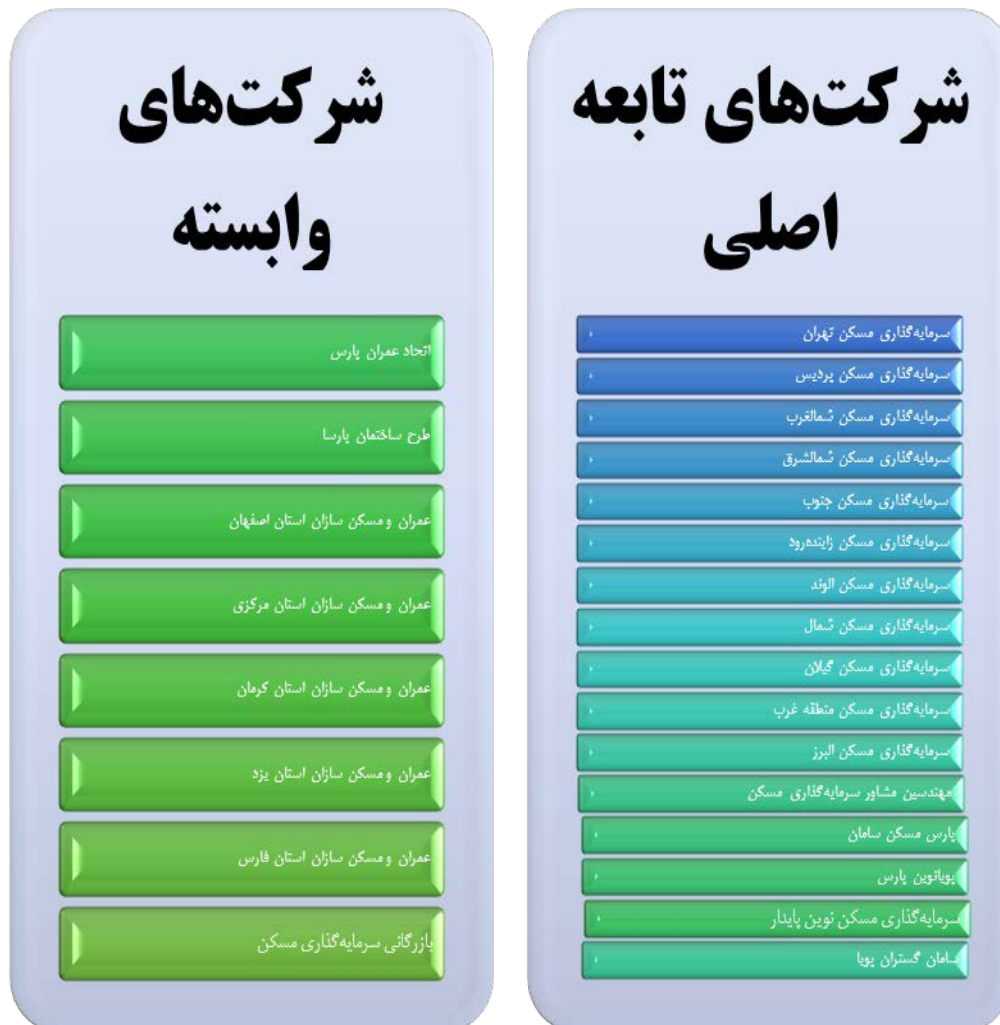 شرکت‌های تابعه
اصلی
سرمایه‌گذاری مسکن تهران
سرمایه‌گذاری مسکن پردیس
سرمایه‌گذاری مسکن شمالغرب
سرمایه‌گذاری مسکن شمالشرق
سرمایه‌گذاری مسکن جنوب
سرمایه‌گذاری مسکن زاینده‌رود
سرمایه‌گذاری مسکن الوند
سرمایه‌گذاری مسکن شمال
سرمایه‌گذاری مسکن گیلان
سرمایه‌گذاری مسکن منطقه غرب
سرمایه‌گذاری مسکن البرز
مهندسین مشاور سرمایه‌گذاری مسکن
پارس مسکن سامان
پویانوین پارس
سرمایه‌گذاری مسکن نوین پایدار
سامان گستران پویا
شرکت‌های
وابسته
اتحاد عمران پارس
طرح ساختمان پارسا
عمران و مسکن سازان استان اصفهان
عمران و مسکن سازان استان مرکزی
عمران و مسکن سازان استان کرمان
عمران و مسکن سازان استان یزد
عمران و مسکن سازان استان فارس
بازرگانی سرمایه‌گذاری مسکن